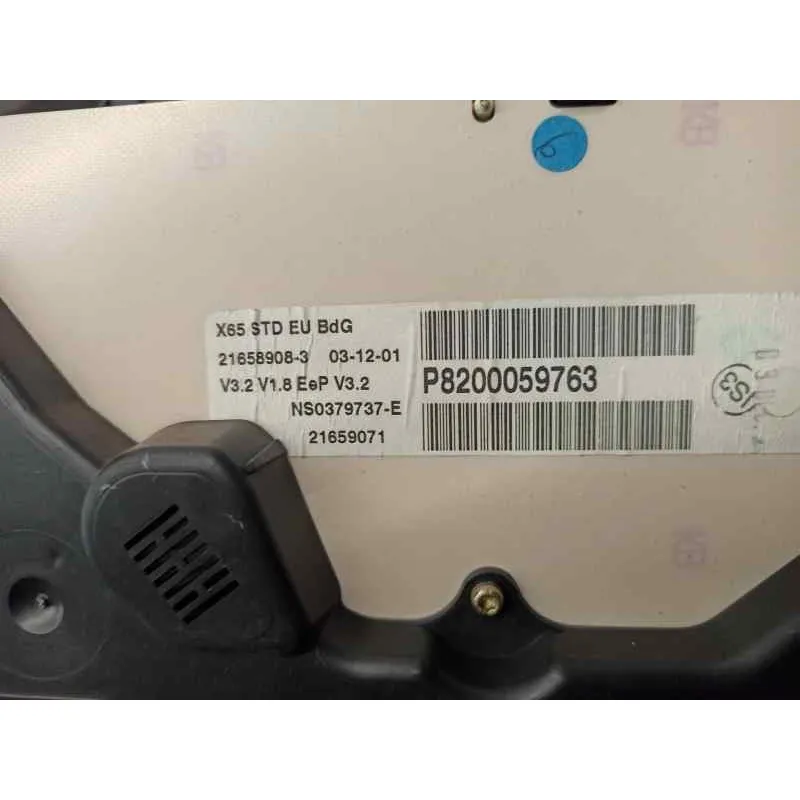 X65 STD EU BdG
21658908-3 03-12-01
V3.2 V1.8 EeP V3.2
NS0379737-E
21659071
P8200059763
S3